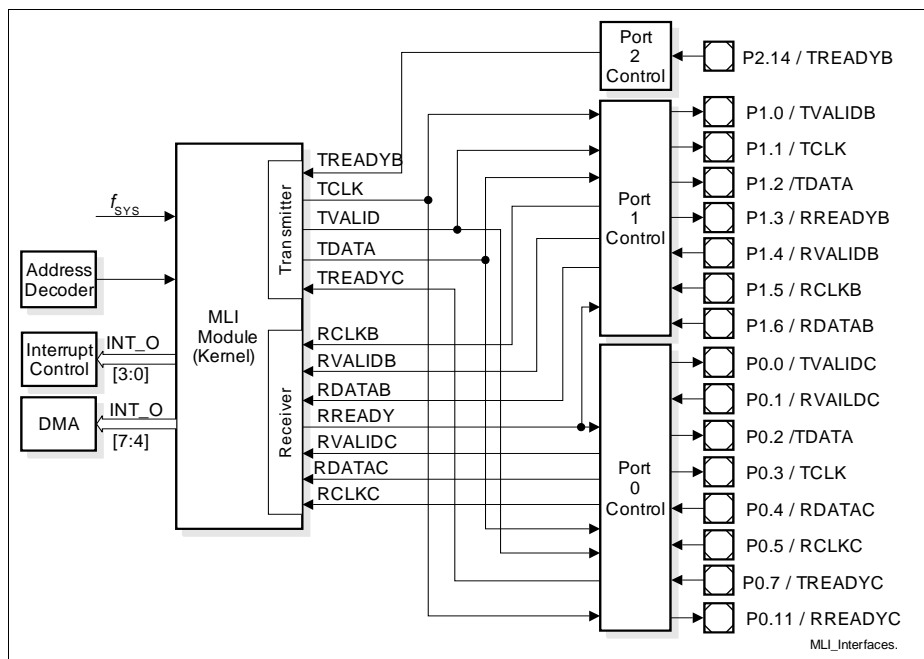 Port
2
Control
P2.14 / TREADYB
P1.0 / TVALIDB
P1.1 / TCLK
P1.2 /TDATA
P1.3 / RREADYB
P1.4 / RVALIDB
P1.5 / RCLKB
P1.6 / RDATAB
Port
1
Control
TREADYB
TCLK
TVALID
TDATA
TREADYC
Transmitter
fSYS
Address
Decoder
MLI
Module
(Kernel)
Interrupt
Control
INT_O
[3:0]
DMA
INT_O
[7:4]
Receiver
RCLKB
RVALIDB
RDATAB
RREADY
RVALIDC
RDATAC
RCLKC
Port
0
Control
P0.0 / TVALIDC
P0.1 / RVAILDC
P0.2 /TDATA
P0.3 / TCLK
P0.4 / RDATAC
P0.5 / RCLKC
P0.7 / TREADYC
P0.11 / RREADYC
MLI_Interfaces.